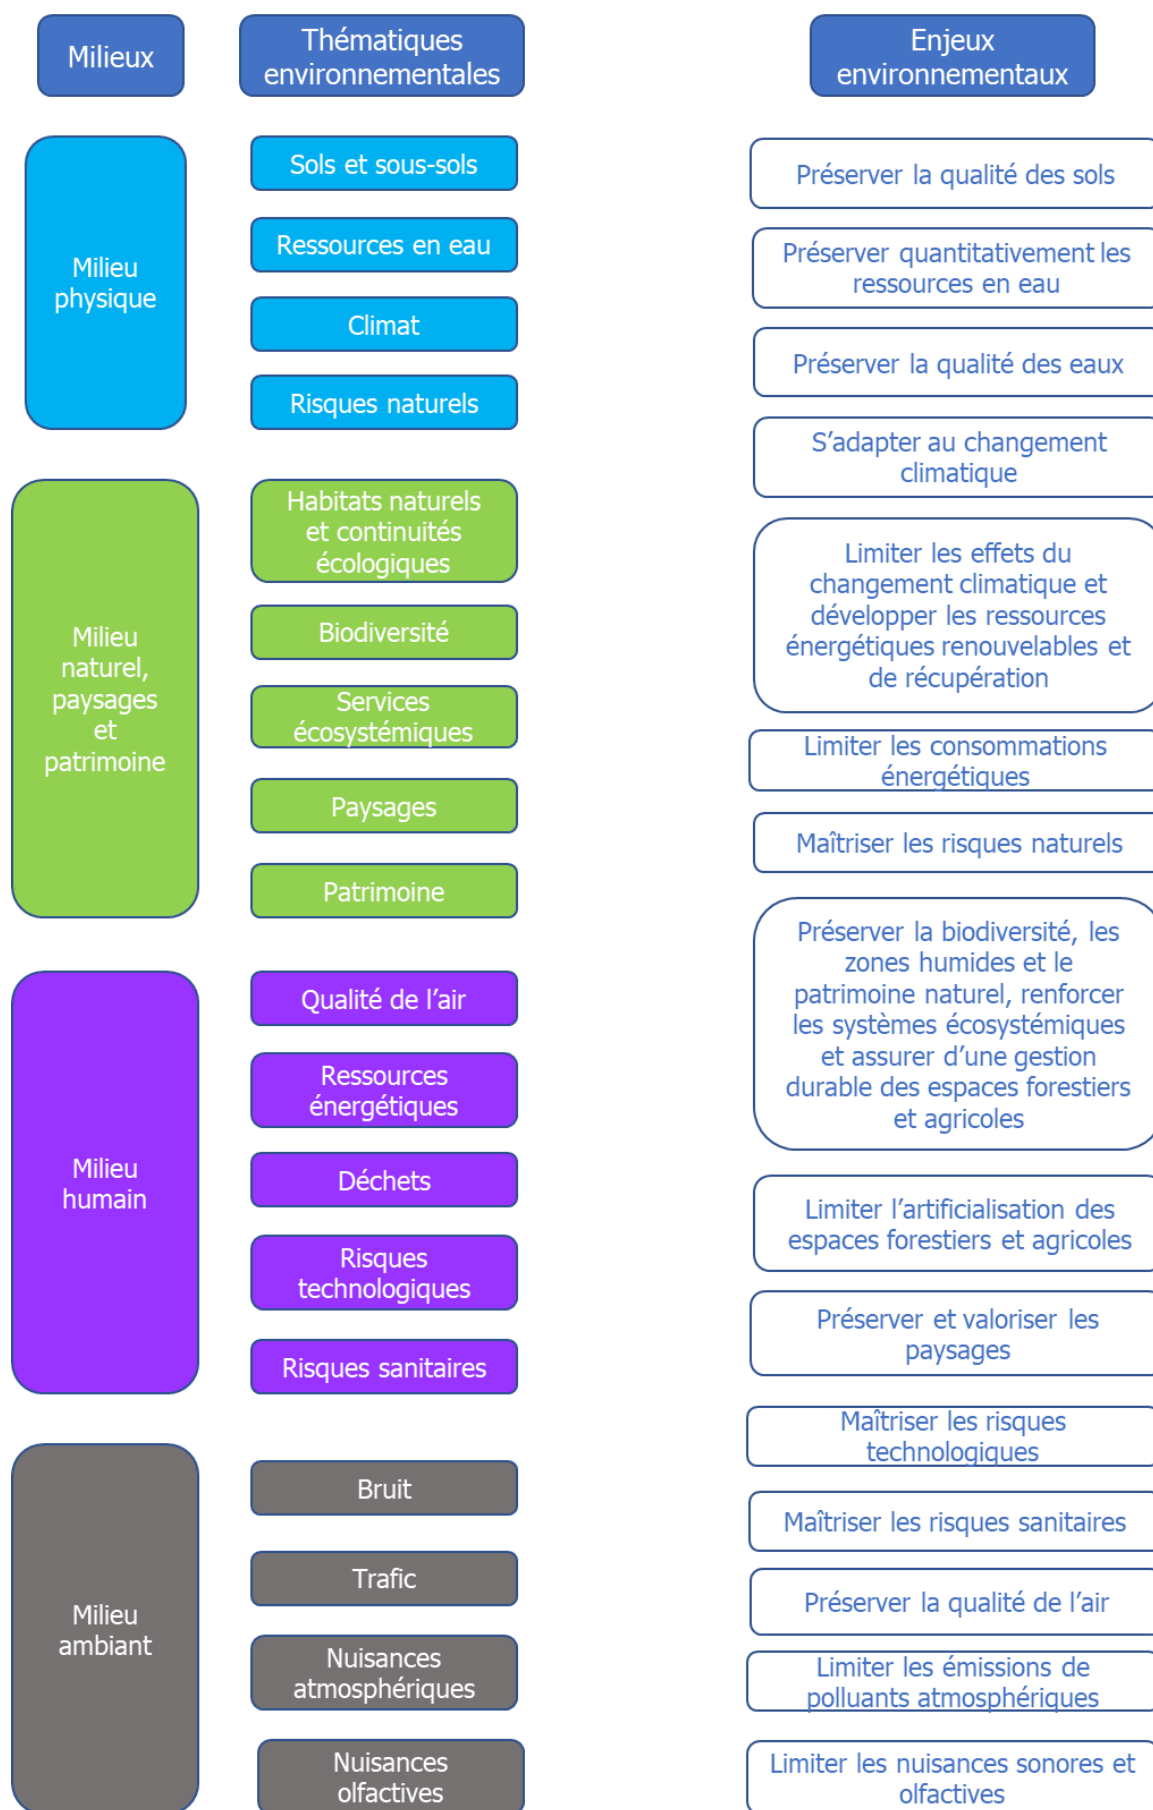 Milieux
Thématiques
environnementales
Enjeux
environnementaux
Milieu
physique
Sols et sous-sols
Ressources en eau
Climat
Risques naturels
Milieu
naturel,
paysages
et
patrimoine
Habitats naturels
et continuités
écologiques
Biodiversité
Services
écosystémiques
Paysages
Patrimoine
Milieu
humain
Qualité de l’air
Ressources
énergétiques
Déchets
Risques
technologiques
Risques sanitaires
Milieu
ambiant
Bruit
Trafic
Nuisances
atmosphériques
Nuisances
olfactives
Préserver la qualité des sols
Préserver quantitativement les
ressources en eau
Préserver la qualité des eaux
S’adapter au changement
climatique
Limiter les effets du
changement climatique et
développer les ressources
énergétiques renouvelables et
de récupération
Limiter les consommations
énergétiques
Maîtriser les risques naturels
Préserver la biodiversité, les
zones humides et le
patrimoine naturel, renforcer
les systèmes écosystémiques
et assurer d’une gestion
durable des espaces forestiers
et agricoles
Limiter l’artificialisation des
espaces forestiers et agricoles
Préserver et valoriser les
paysages
Maîtriser les risques
technologiques
Maîtriser les risques sanitaires
Préserver la qualité de l’air
Limiter les émissions de
polluants atmosphériques
Limiter les nuisances sonores et
olfactives